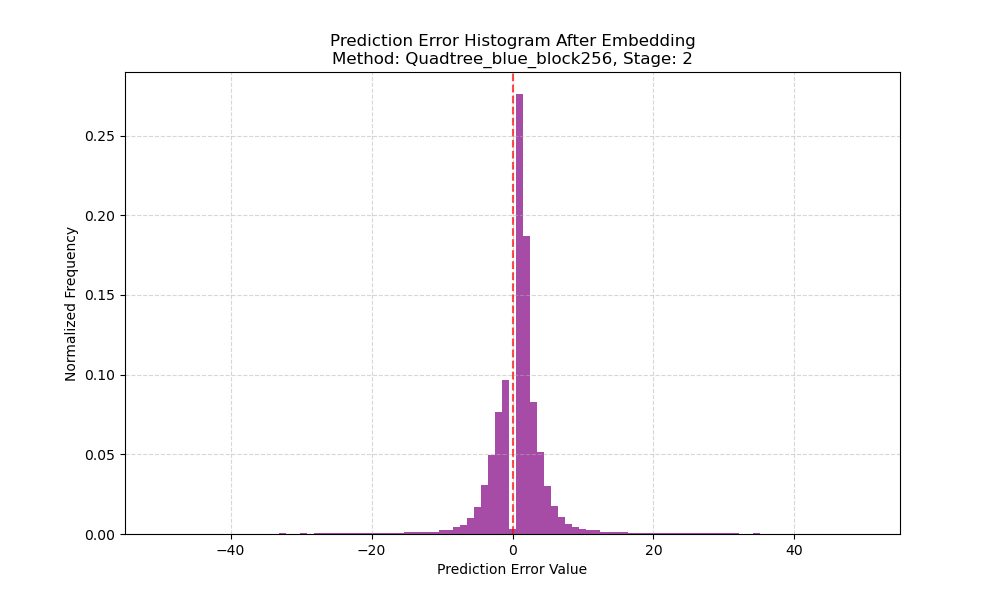 Prediction Error Histogram After Embedding
Method: Quadtree_blue_block256, Stage: 2
Normalized Frequency
0.25
0.20
0.15
0.10
0.05
0.00
−40
−20
0
20
40
Prediction Error Value